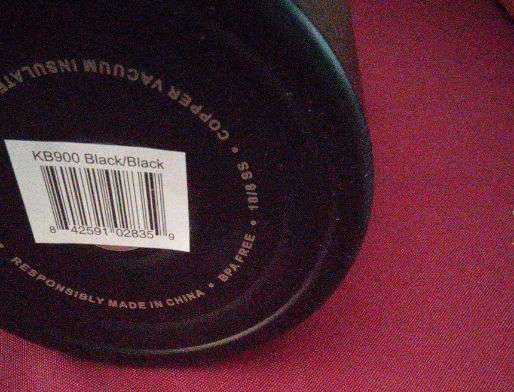 KB900 Black/Black
8 42591 02835 9
COPPER VACUUM INSULATE
18/8 SS • BPA FREE • RESPONSIBLY MADE IN CHINA